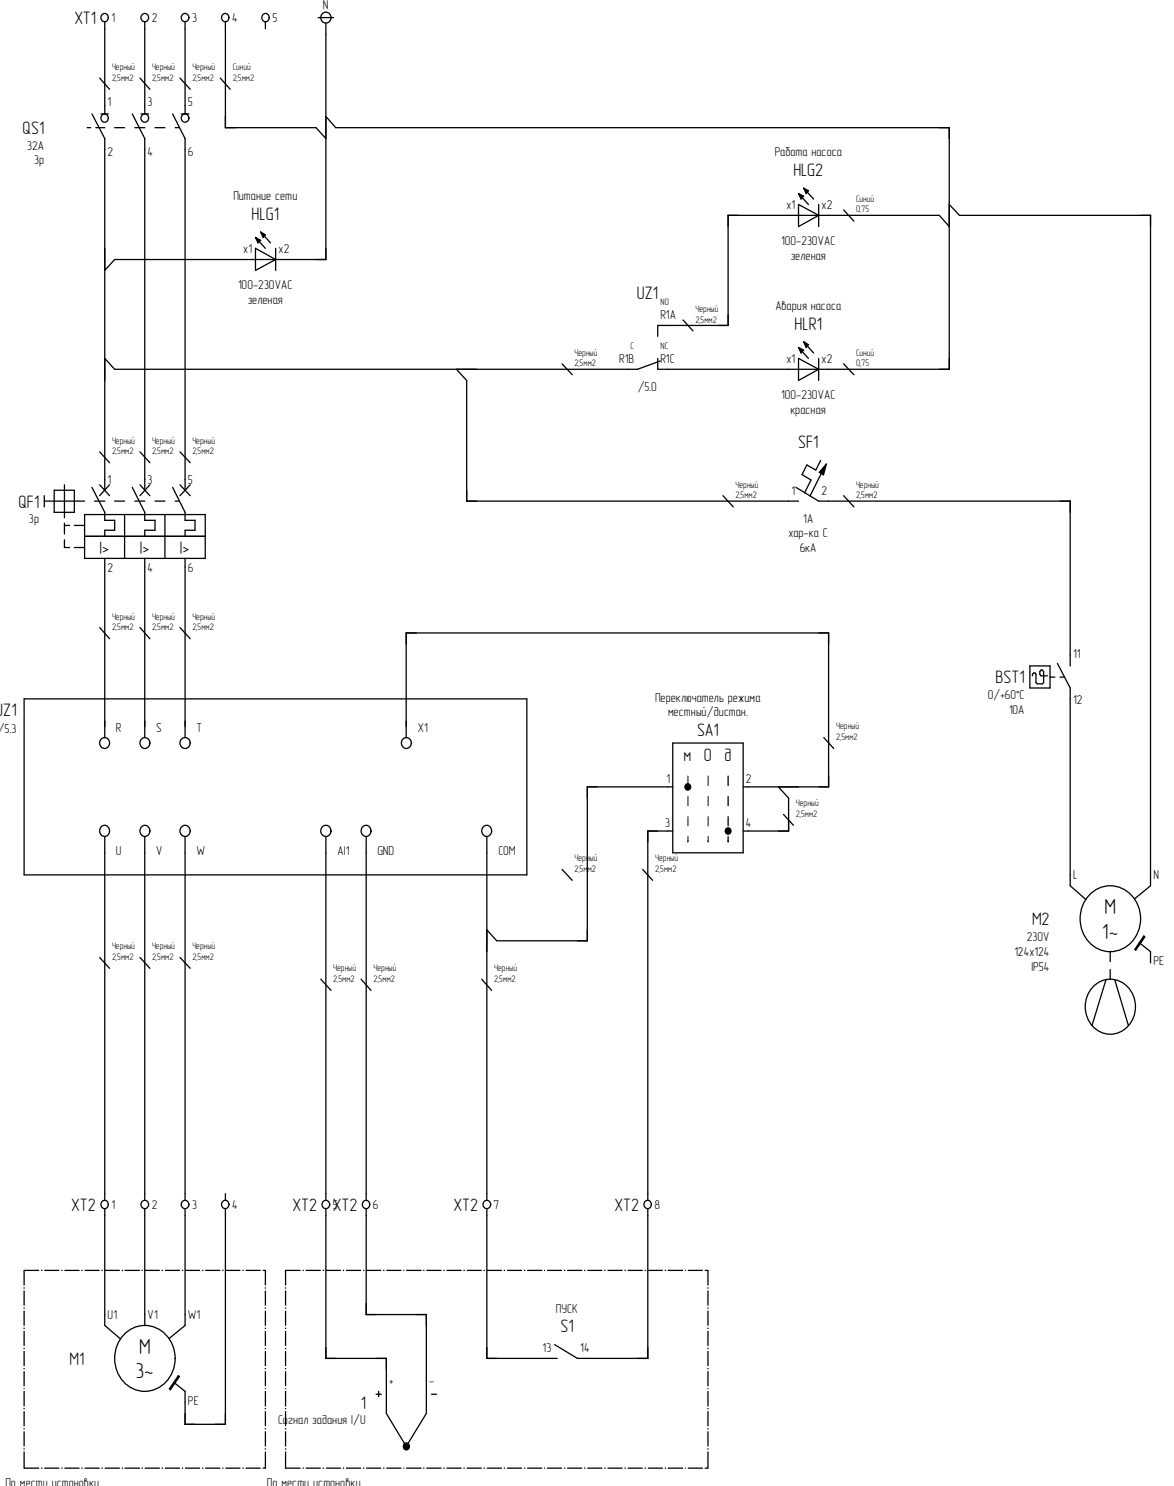 XT1 1 2 3 4 5 N
Черный 2,5мм2
Черный 2,5мм2
Черный 2,5мм2
Синий 2,5мм2
QS1
32A
3p
1 3 5
2 4 6
Питание сети
HLG1
x1 x2
100-230VAC
зеленая
Работа насоса
HLG2
x1 x2
Синий 0,75
100-230VAC
зеленая
UZ1
NO
R1A
Черный 2,5мм2
C
R1B
NC
R1C
/5.0
Черный 2,5мм2
Авария насоса
HLR1
x1 x2
Синий 0,75
100-230VAC
красная
SF1
1 2
Черный 2,5мм2
Черный 2,5мм2
1A
хар-ка C
6кА
Черный 2,5мм2
Черный 2,5мм2
Черный 2,5мм2
QF1
3p
1 3 5
I> I> I>
2 4 6
Черный 2,5мм2
Черный 2,5мм2
Черный 2,5мм2
BST1
0/+60°C
10A
11
12
UZ1
/5.3
R S T X1
U V W AI1 GND COM
Переключатель режима
местный/дистан.
SA1
м 0 д
1 2
3 4
Черный 2,5мм2
Черный 2,5мм2
Черный 2,5мм2
Черный 2,5мм2
L N
M
1~
M2
230V
124x124
IP54
PE
Черный 2,5мм2
Черный 2,5мм2
Черный 2,5мм2
Черный 2,5мм2
Черный 2,5мм2
Черный 2,5мм2
XT2 1 2 3 4
XT2 5 XT2 6
XT2 7
XT2 8
U1 V1 W1
M
3~
M1
PE
ПУСК
S1
13 14
+ -
+ -
1
Сигнал задания I/U
По месту установки
По месту установки